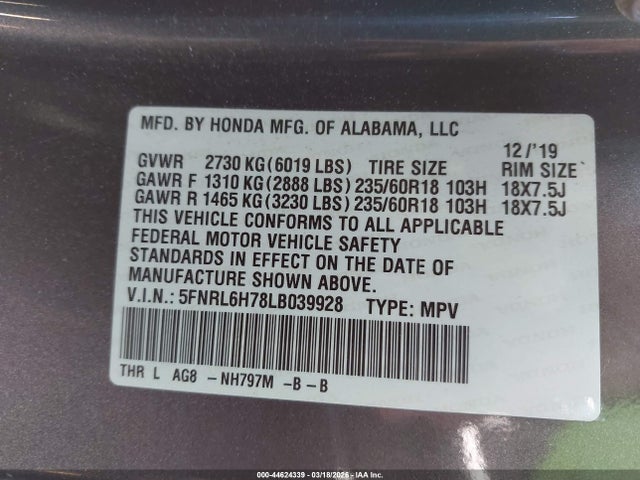 MFD. BY HONDA MFG. OF ALABAMA, LLC
12/'19
GVWR 2730 KG(6019 LBS) TIRE SIZE RIM SIZE
GAWR F 1310 KG(2888 LBS) 235/60R18 103H 18X7.5J
GAWR R 1465 KG(3230 LBS) 235/60R18 103H 18X7.5J
THIS VEHICLE CONFORMS TO ALL APPLICABLE
FEDERAL MOTOR VEHICLE SAFETY
STANDARDS IN EFFECT ON THE DATE OF
MANUFACTURE SHOWN ABOVE.
V.I.N.: 5FNRL6H78LB039928 TYPE: MPV
THR L AG8 -NH797M -B-B
000-44624339 - 03/18/2026 - IAA Inc.